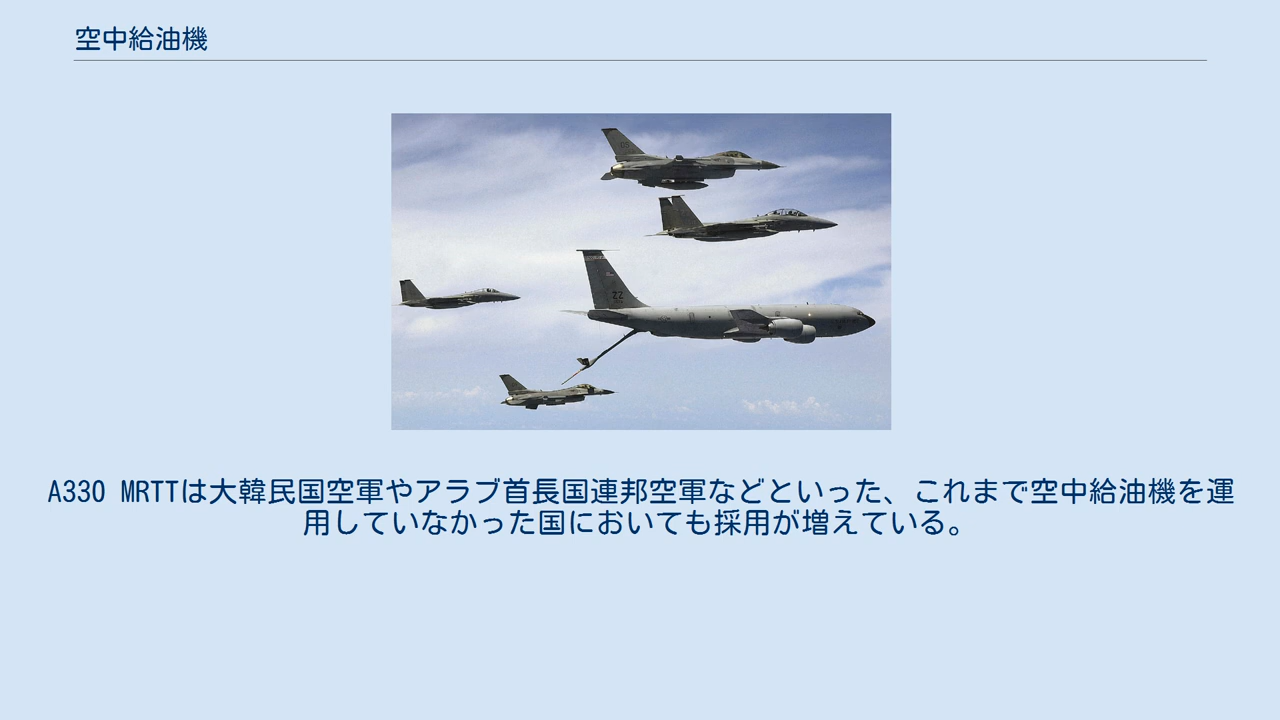 空中給油機
ZZ
A330 MRTTは大韓民国空軍やアラブ首長国連邦空軍などといった、これまで空中給油機を運
用していなかった国においても採用が増えている。